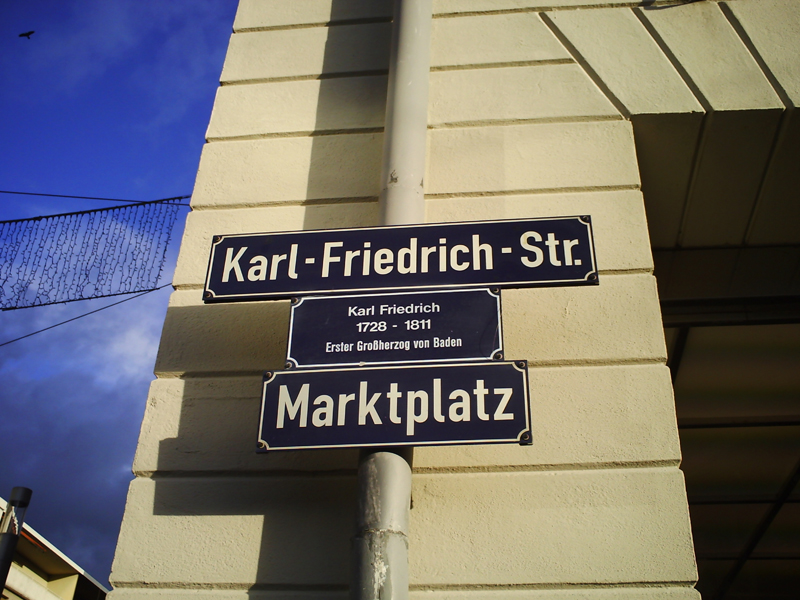 Karl-Friedrich-Str.
Karl Friedrich
1728 - 1811
Erster Großherzog von Baden
Marktplatz